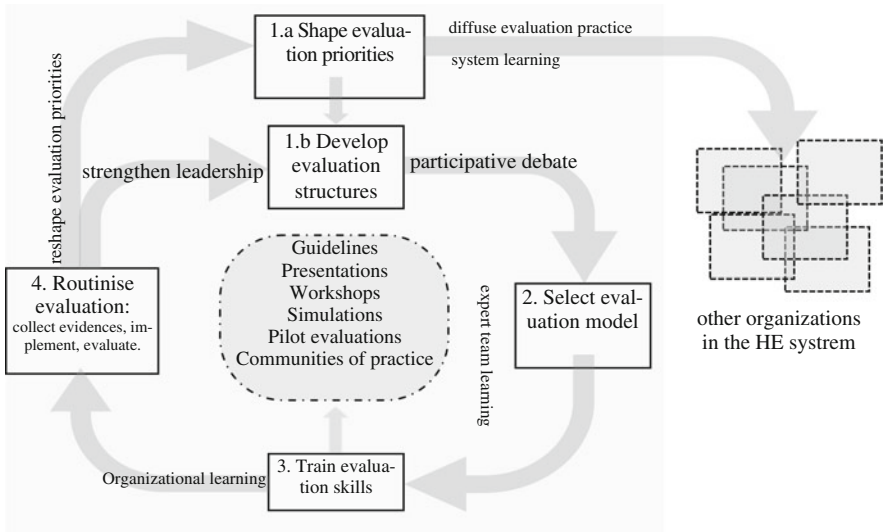 1.a Shape evalua-
tion priorities
diffuse evaluation practice
system learning
reshape evaluation priorities
1.b Develop
evaluation
structures
strengthen leadership
participative debate
Guidelines
Presentations
Workshops
Simulations
Pilot evaluations
Communities of practice
4. Routinise
evaluation:
collect evidences, im-
plement, evaluate.
2. Select eval-
uation model
expert team learning
other organizations
in the HE systrem
3. Train evalua-
tion skills
Organizational learning